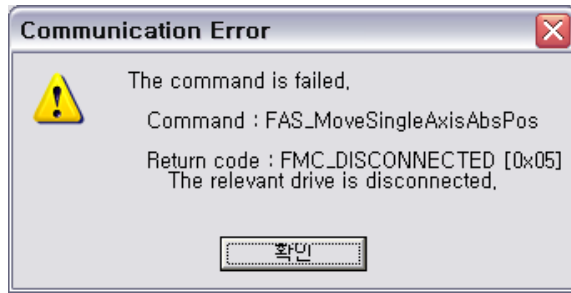 Communication Error
The command is failed,
Command : FAS_MoveSingleAxisAbsPos
Return code : FMC_DISCONNECTED [0x05]
The relevant drive is disconnected,
확인